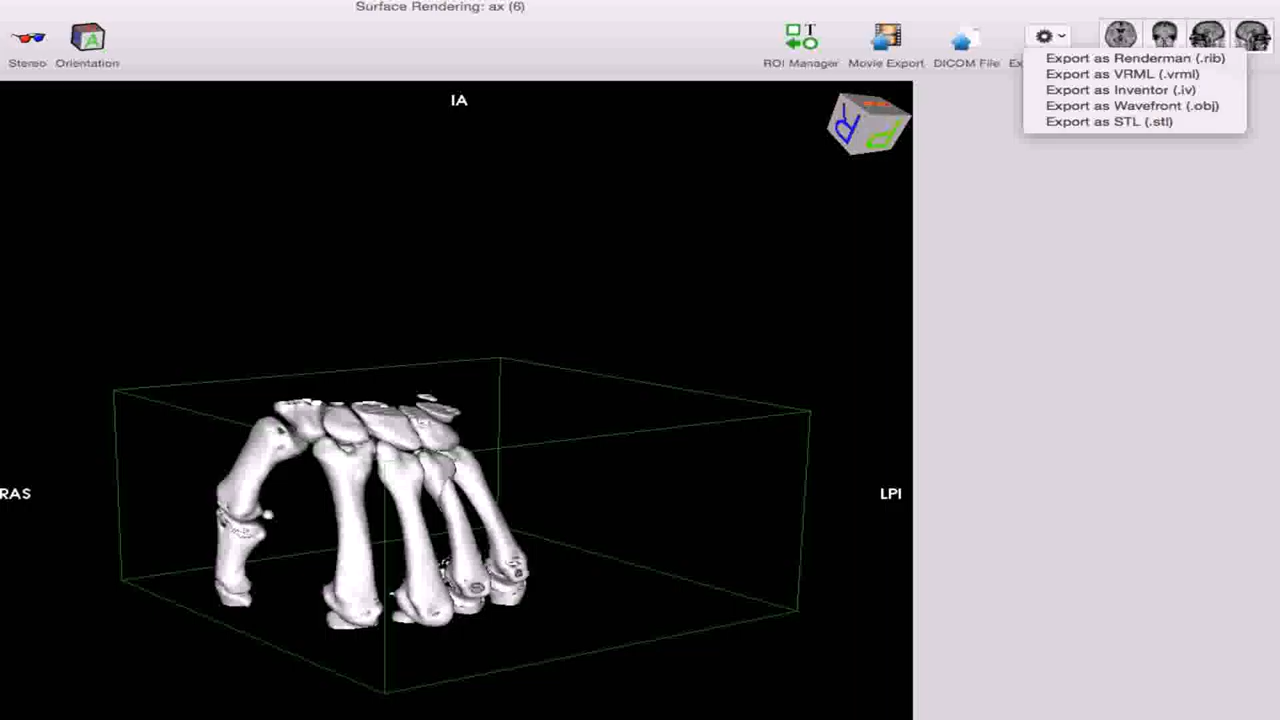 Surface Rendering: ax (6)
Stereo
Orientation
ROI Manager
Movie Export
DICOM File
Export as Renderman (.rib)
Export as VRML (.vrml)
Export as Inventor (.iv)
Export as Wavefront (.obj)
Export as STL (.stl)
IA
R
P
A
RAS
LPI